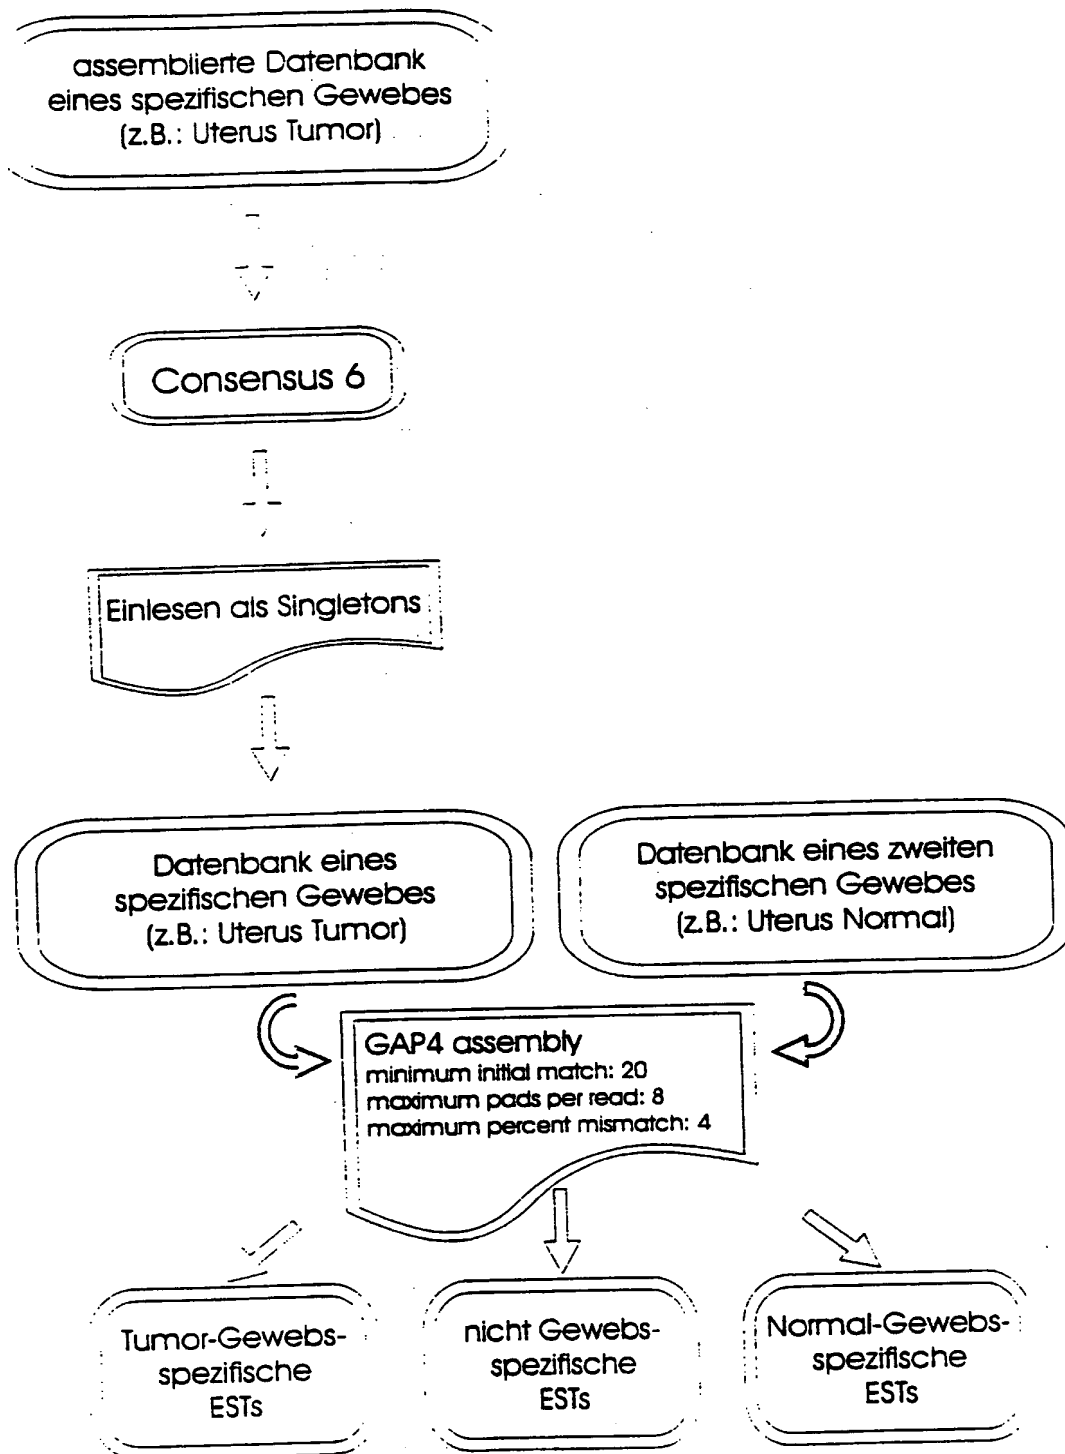 assemblierte Datenbank
eines spezifischen Gewebes
(z.B.: Uterus Tumor)
Consensus 6
Einlesen als Singletons
Datenbank eines
spezifischen Gewebes
(z.B.: Uterus Tumor)
Datenbank eines zweiten
spezifischen Gewebes
(z.B.: Uterus Normal)
GAP4 assembly
minimum initial match: 20
maximum pads per read: 8
maximum percent mismatch: 4
Tumor-Gewebs-
spezifische
ESTs
nicht Gewebs-
spezifische
ESTs
Normal-Gewebs-
spezifische
ESTs